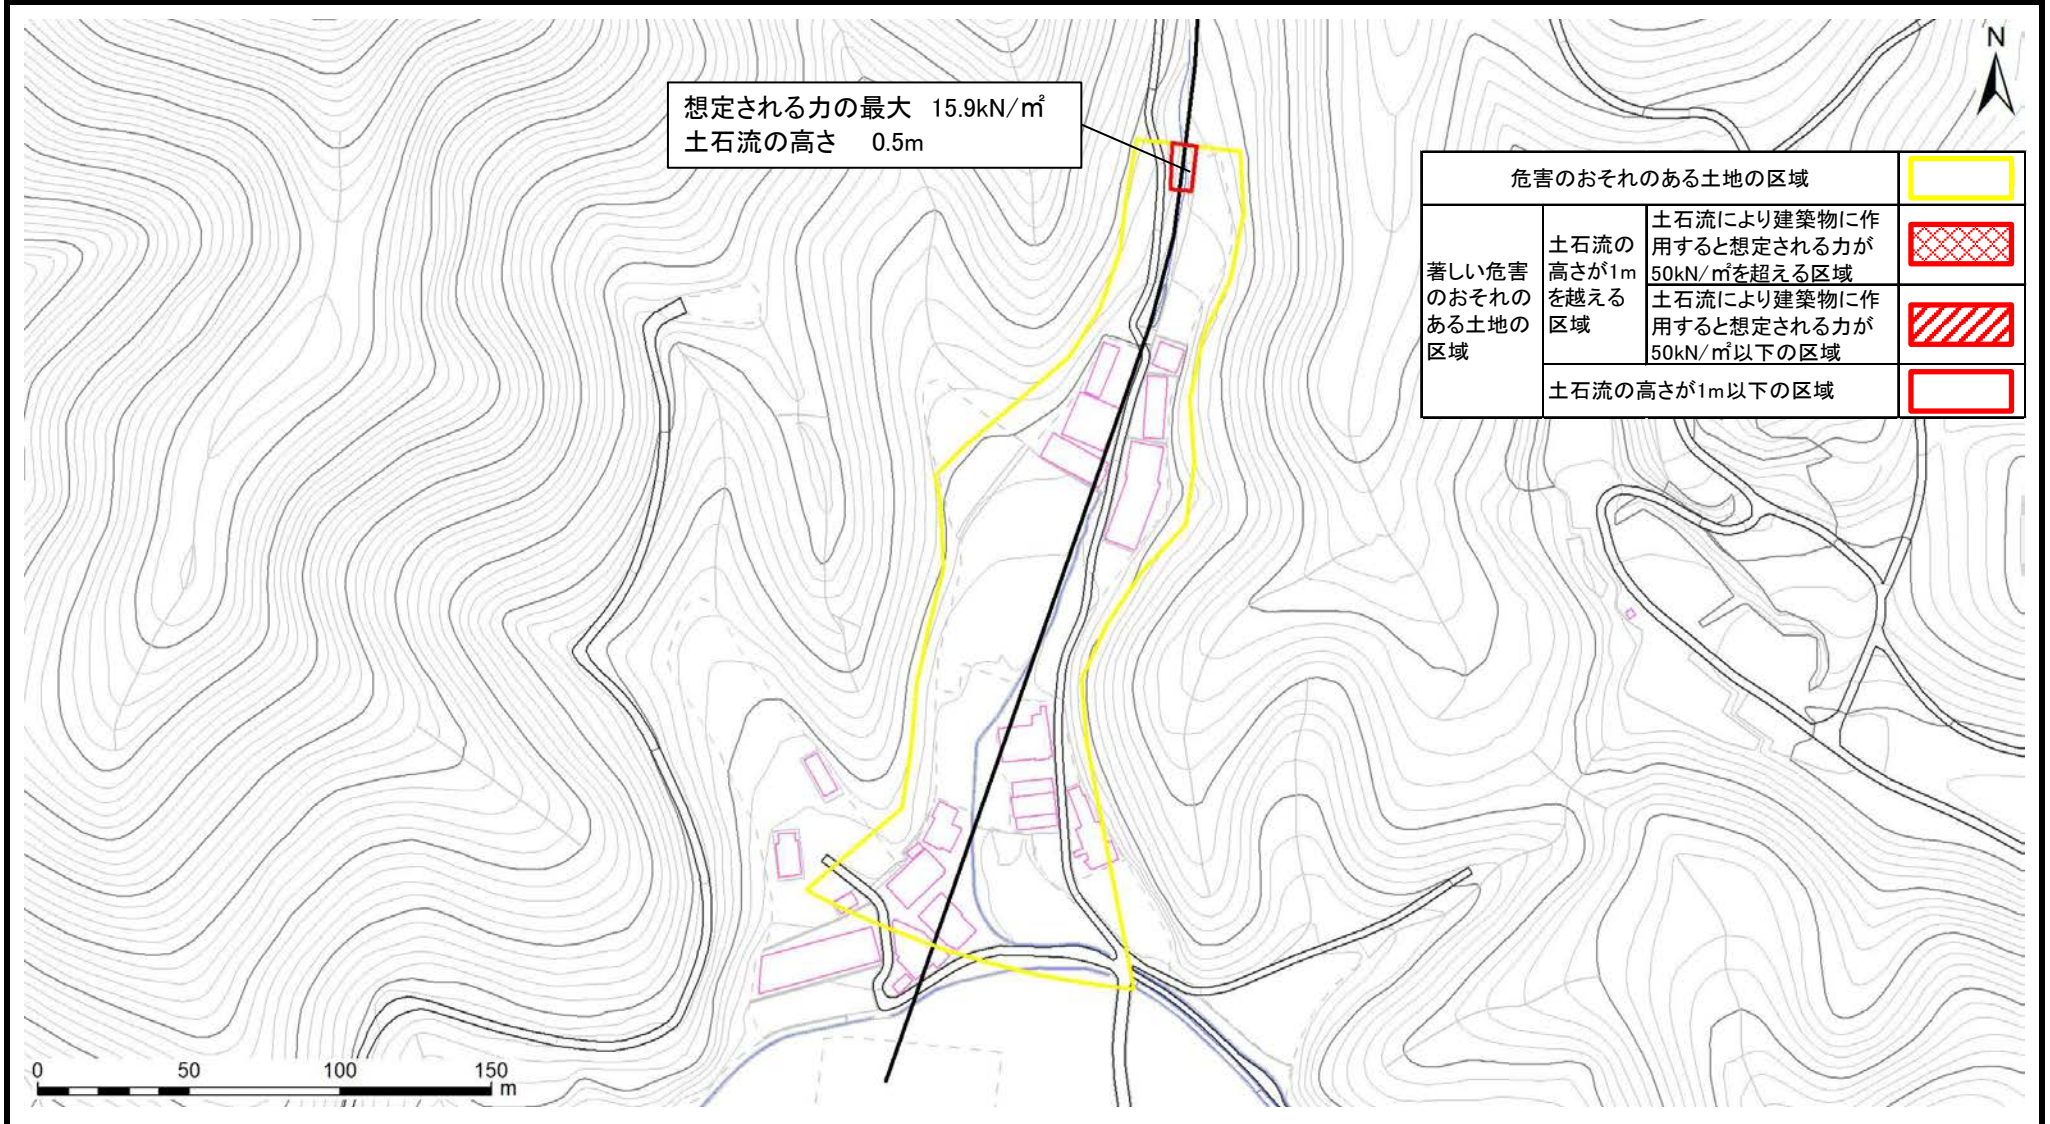 N
想定される力の最大 15.9kN/㎡
土石流の高さ 0.5m
危害のおそれのある土地の区域
著しい危害
のおそれの
ある土地の
区域
土石流の
高さが1m
を越える
区域
土石流により建築物に作
用すると想定される力が
50kN/㎡を超える区域
土石流により建築物に作
用すると想定される力が
50kN/㎡以下の区域
土石流の高さが1m以下の区域
0 50 100 150
m